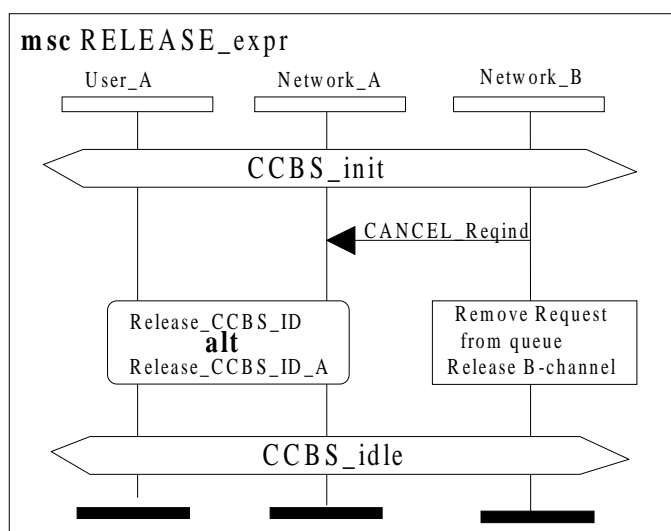 msc RELEASE_expr
User_A
Network_A
Network_B
CCBS_init
CANCEL_Reqind
Release_CCBS_ID
alt
Release_CCBS_ID_A
Remove Request
from queue
Release B-channel
CCBS_idle